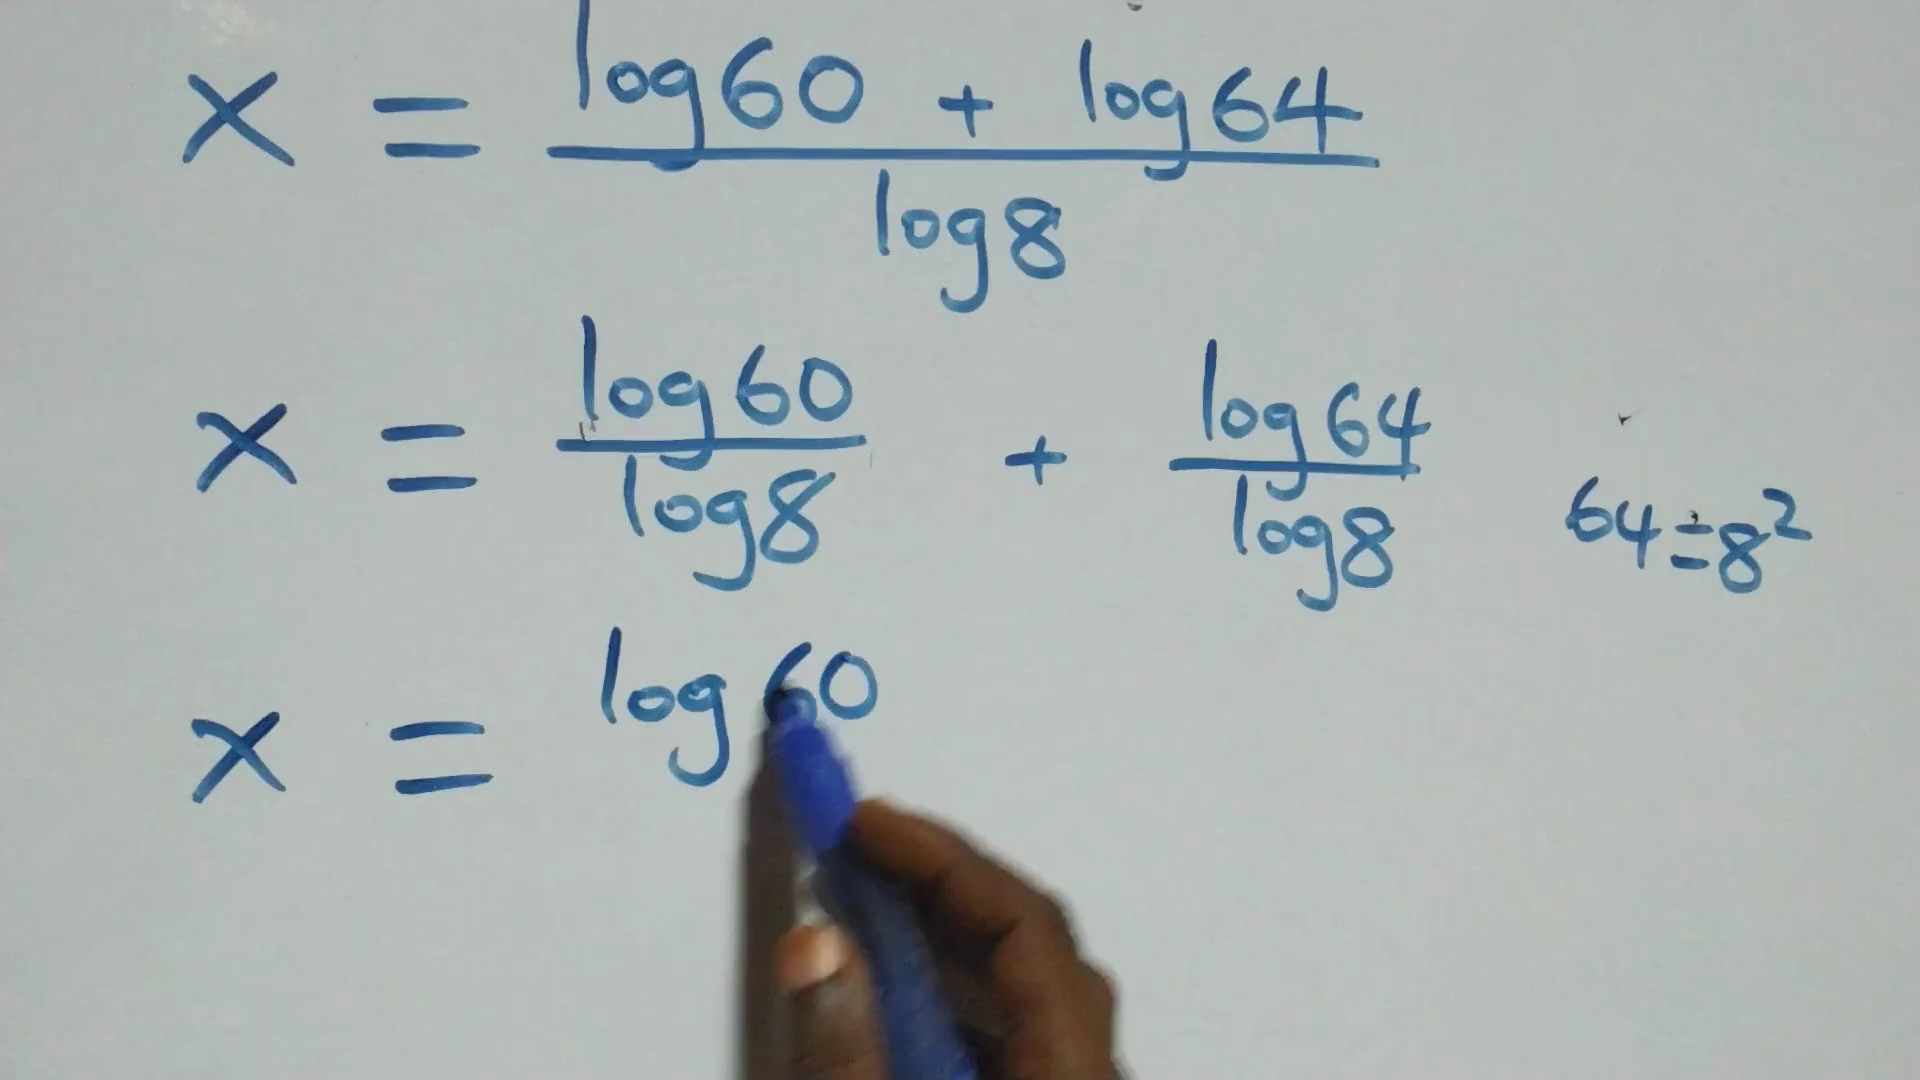 x = (log60 + log64) / log8
x = log60 / log8 + log64 / log8    64 = 8²
x = log60